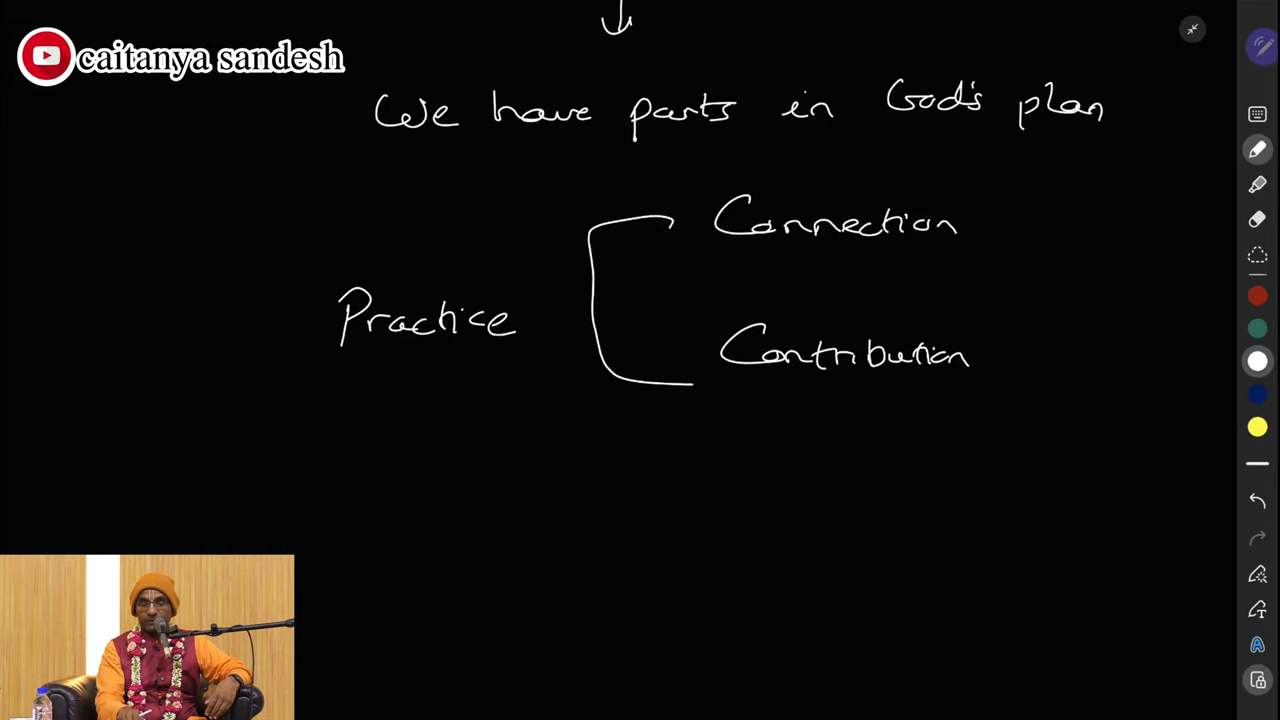 caitanya sandesh
We have parts in God's plan
Connection
Practice
Contribution